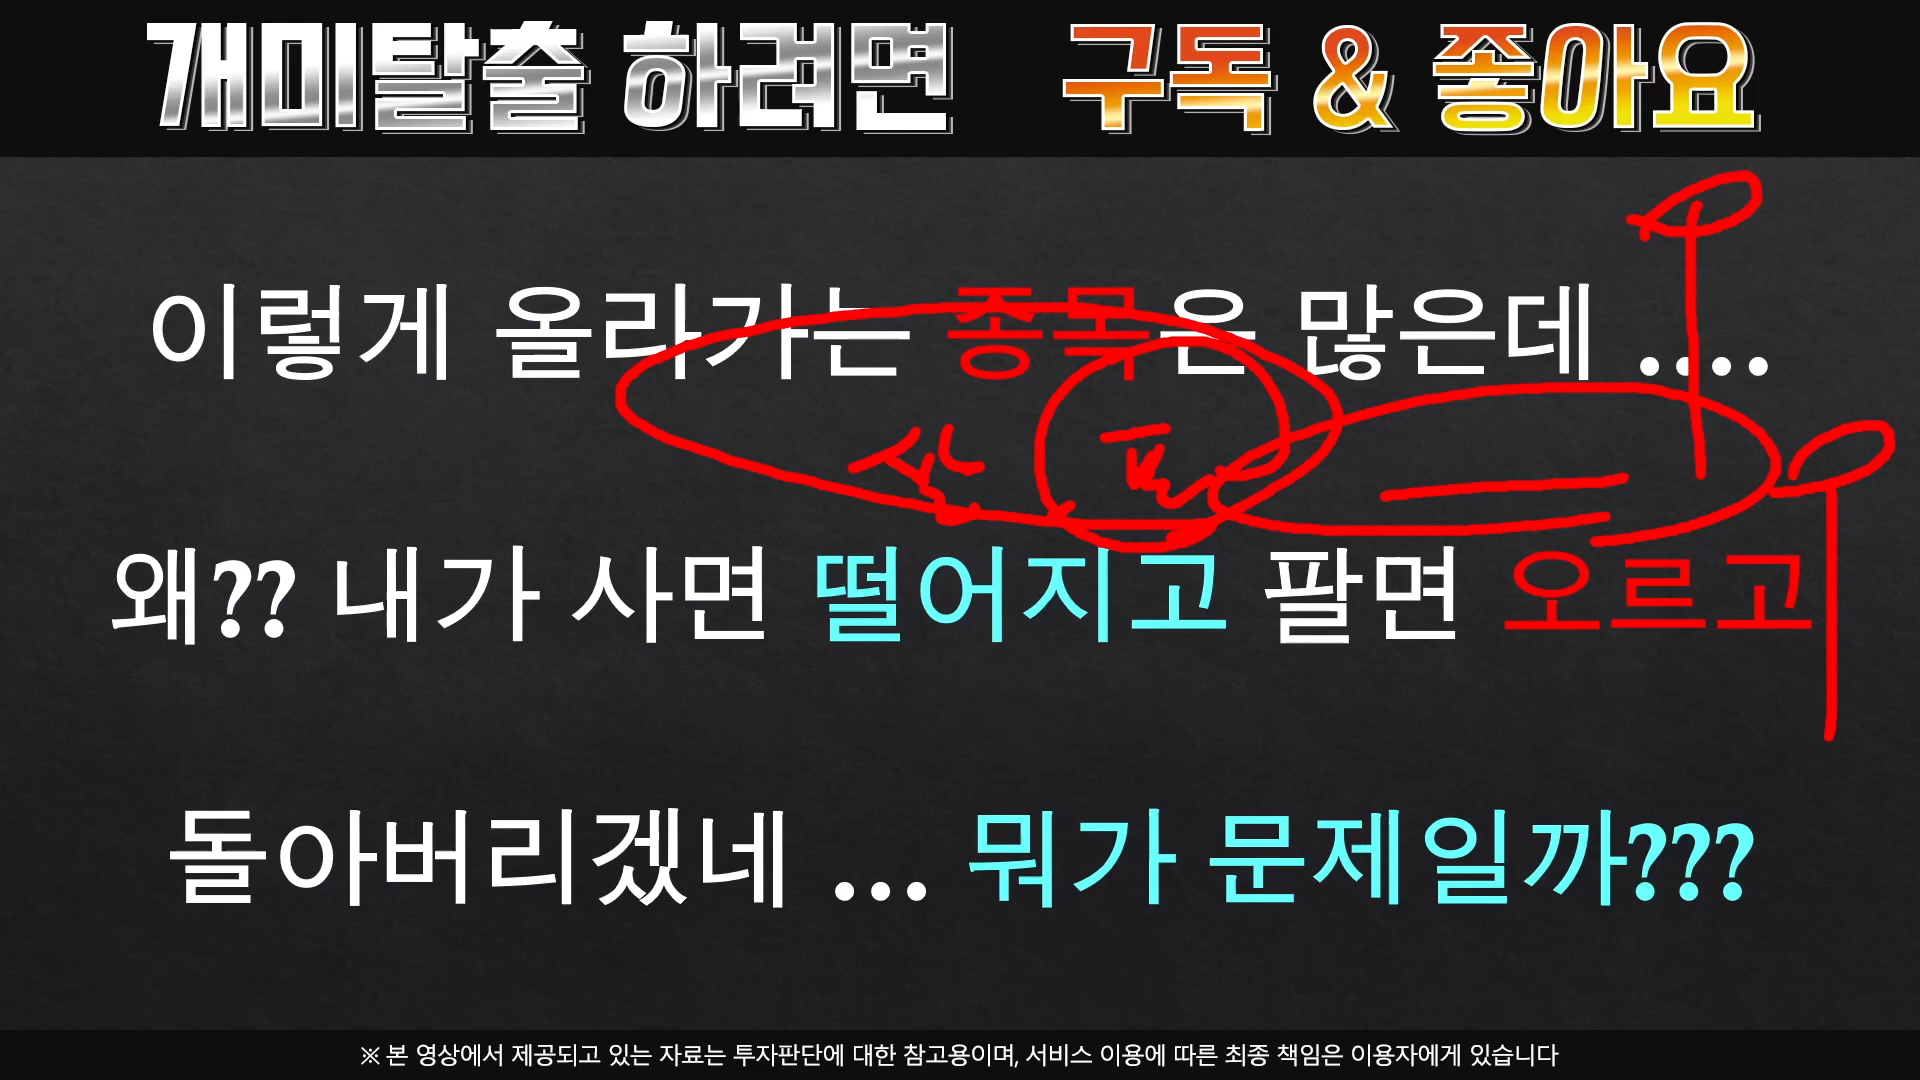 개미탈출 하려면 구독 & 좋아요
이렇게 올라가는 종목은 많은데 ....
왜?? 내가 사면 떨어지고 팔면 오르고
돌아버리겠네 ... 뭐가 문제일까???
※ 본 영상에서 제공되고 있는 자료는 투자판단에 대한 참고용이며, 서비스 이용에 따른 최종 책임은 이용자에게 있습니다